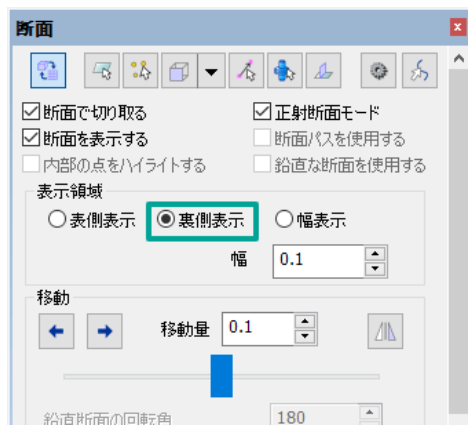 断面
断面で切り取る 正射断面モード
断面を表示する 断面パスを使用する
内部の点をハイライトする 鉛直な断面を使用する
表示領域
表側表示 裏側表示 幅表示
幅 0.1
移動
移動量 0.1
鉛直断面の回転角 180